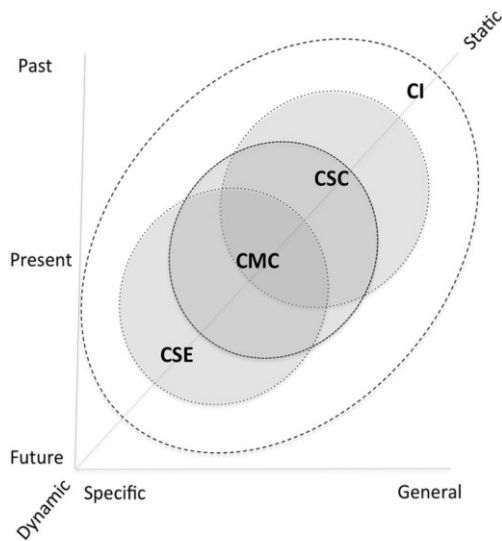 Static
Past
CI
CSC
Present
CMC
CSE
Future
Dynamic
Specific
General